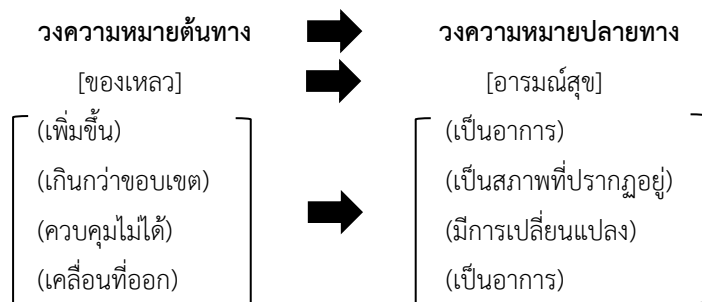 วงความหมายต้นทาง วงความหมายปลายทาง
[ของเหลว] [อารมณ์สุข]
(เพิ่มขึ้น) (เป็นอาการ)
(เกินกว่าขอบเขต) (เป็นสภาพที่ปรากฏอยู่)
(ควบคุมไม่ได้) (มีการเปลี่ยนแปลง)
(เคลื่อนที่ออก) (เป็นอาการ)